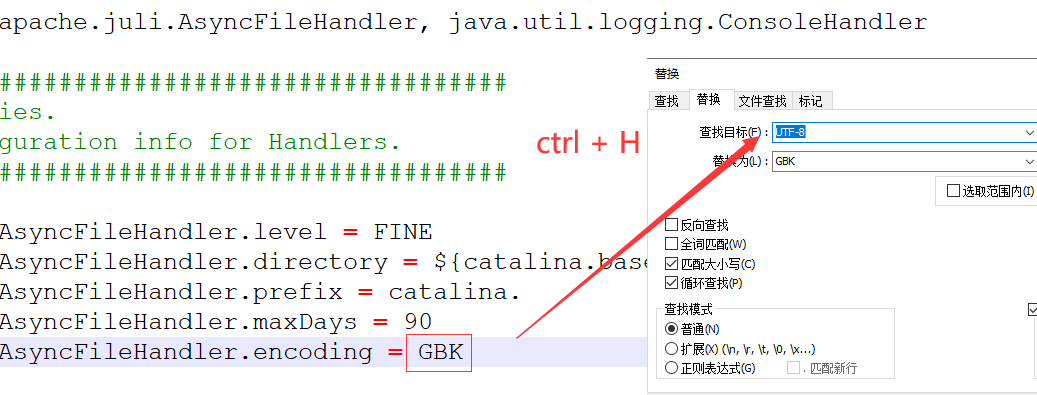 apache.juli.AsyncFileHandler, java.util.logging.ConsoleHandler
##################################
ies.
guration info for Handlers.
##################################
AsyncFileHandler.level = FINE
AsyncFileHandler.directory = ${catalina.base
AsyncFileHandler.prefix = catalina.
AsyncFileHandler.maxDays = 90
AsyncFileHandler.encoding = GBK
ctrl + H
替换
查找 替换 文件查找 标记
查找目标(F) : UTF-8
替换为(L) : GBK
选取范围内(I)
反向查找
全词匹配(W)
匹配大小写(C)
循环查找(P)
查找模式
普通(N)
扩展(X) (\n, \r, \t, \0, \x...)
正则表达式(G) . 匹配新行